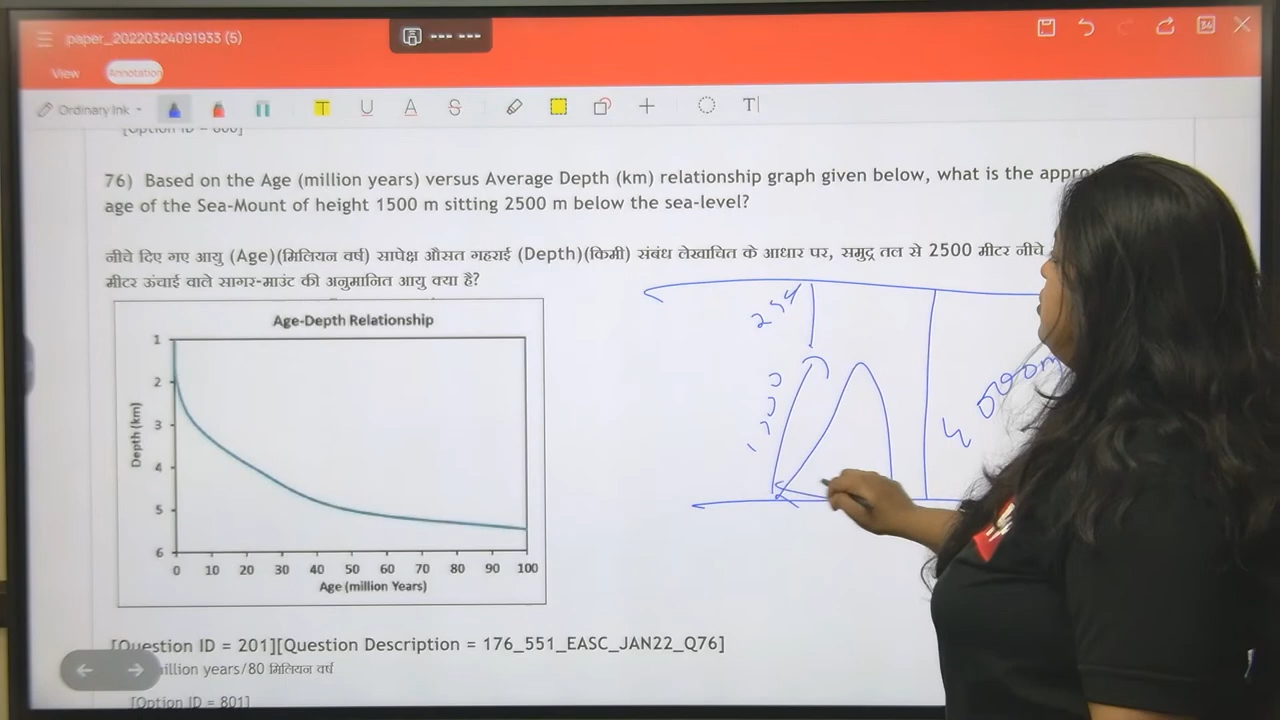 paper_20220324091933 (5)
View
Annotation
Ordinary Ink
T U A S T
76) Based on the Age (million years) versus Average Depth (km) relationship graph given below, what is the
age of the Sea-Mount of height 1500 m sitting 2500 m below the sea-level?
नीचे दिए गए आयु (Age)(मिलियन वर्ष) सापेक्ष औसत गहराई (Depth)(किमी) संबंध लेखाचित के आधार पर, समुद्र तल से 2500 मीटर नीचे
मीटर ऊंचाई वाले सागर-माउंट की अनुमानित आयु क्या है?
Age-Depth Relationship
Depth (km)
1
2
3
4
5
6
0 10 20 30 40 50 60 70 80 90 100
Age (million Years)
4000m
[Question ID = 201][Question Description = 176_551_EASC_JAN22_Q76]
years/80 मिलियन वर्ष
[Option ID = 801]